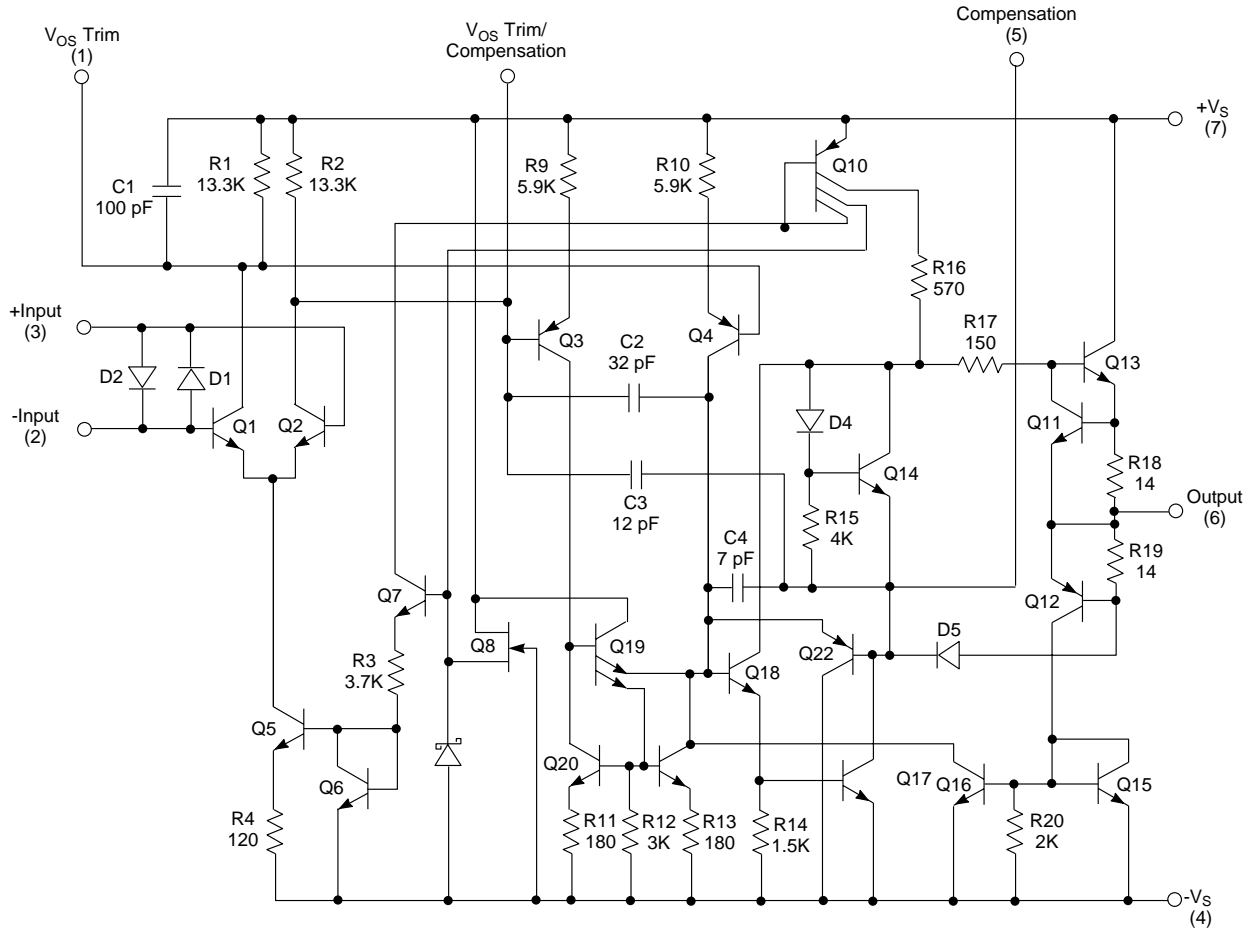 V_OS Trim
(1)
V_OS Trim/
Compensation
Compensation
(5)
+V_S
(7)
R1
13.3K
R2
13.3K
C1
100 pF
R9
5.9K
R10
5.9K
Q10
R16
570
R17
150
+Input
(3)
D2
D1
-Input
(2)
Q1
Q2
Q3
C2
32 pF
Q4
Q13
D4
Q11
Q14
R18
14
C3
12 pF
R15
4K
Output
(6)
R19
14
C4
7 pF
Q12
Q7
Q8
Q19
Q18
Q22
D5
R3
3.7K
Q5
Q6
Q20
Q17
Q16
Q15
R4
120
R11
180
R12
3K
R13
180
R14
1.5K
R20
2K
-V_S
(4)